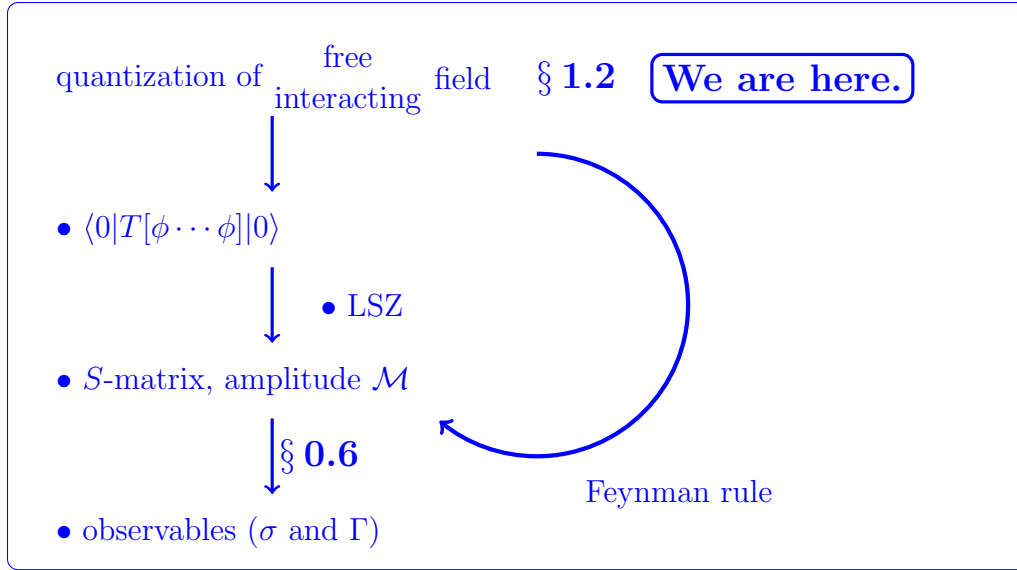 quantization of free interacting field § 1.2 We are here.
• ⟨0|T[ϕ⋯ϕ]|0⟩
• LSZ
• S-matrix, amplitude ℳ
§ 0.6
Feynman rule
• observables (σ and Γ)